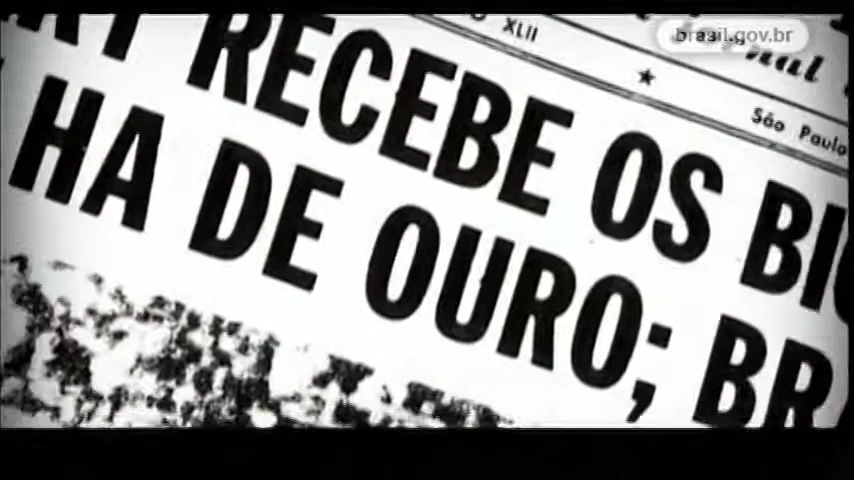 brasil.gov.br
XLII
São Paulo
RECEBE OS
HA DE OURO; BR